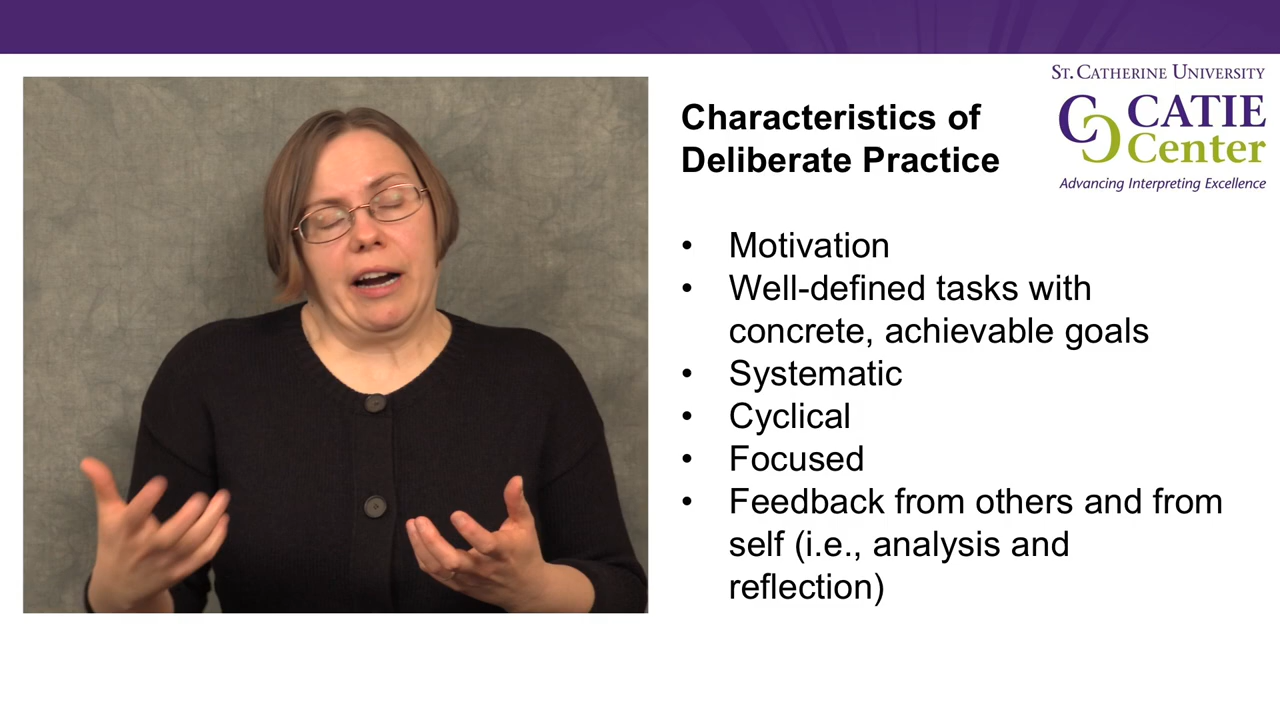 ST. CATHERINE UNIVERSITY
CATIE
Center
Advancing Interpreting Excellence
Characteristics of
Deliberate Practice
• Motivation
• Well-defined tasks with
concrete, achievable goals
• Systematic
• Cyclical
• Focused
• Feedback from others and from
self (i.e., analysis and
reflection)